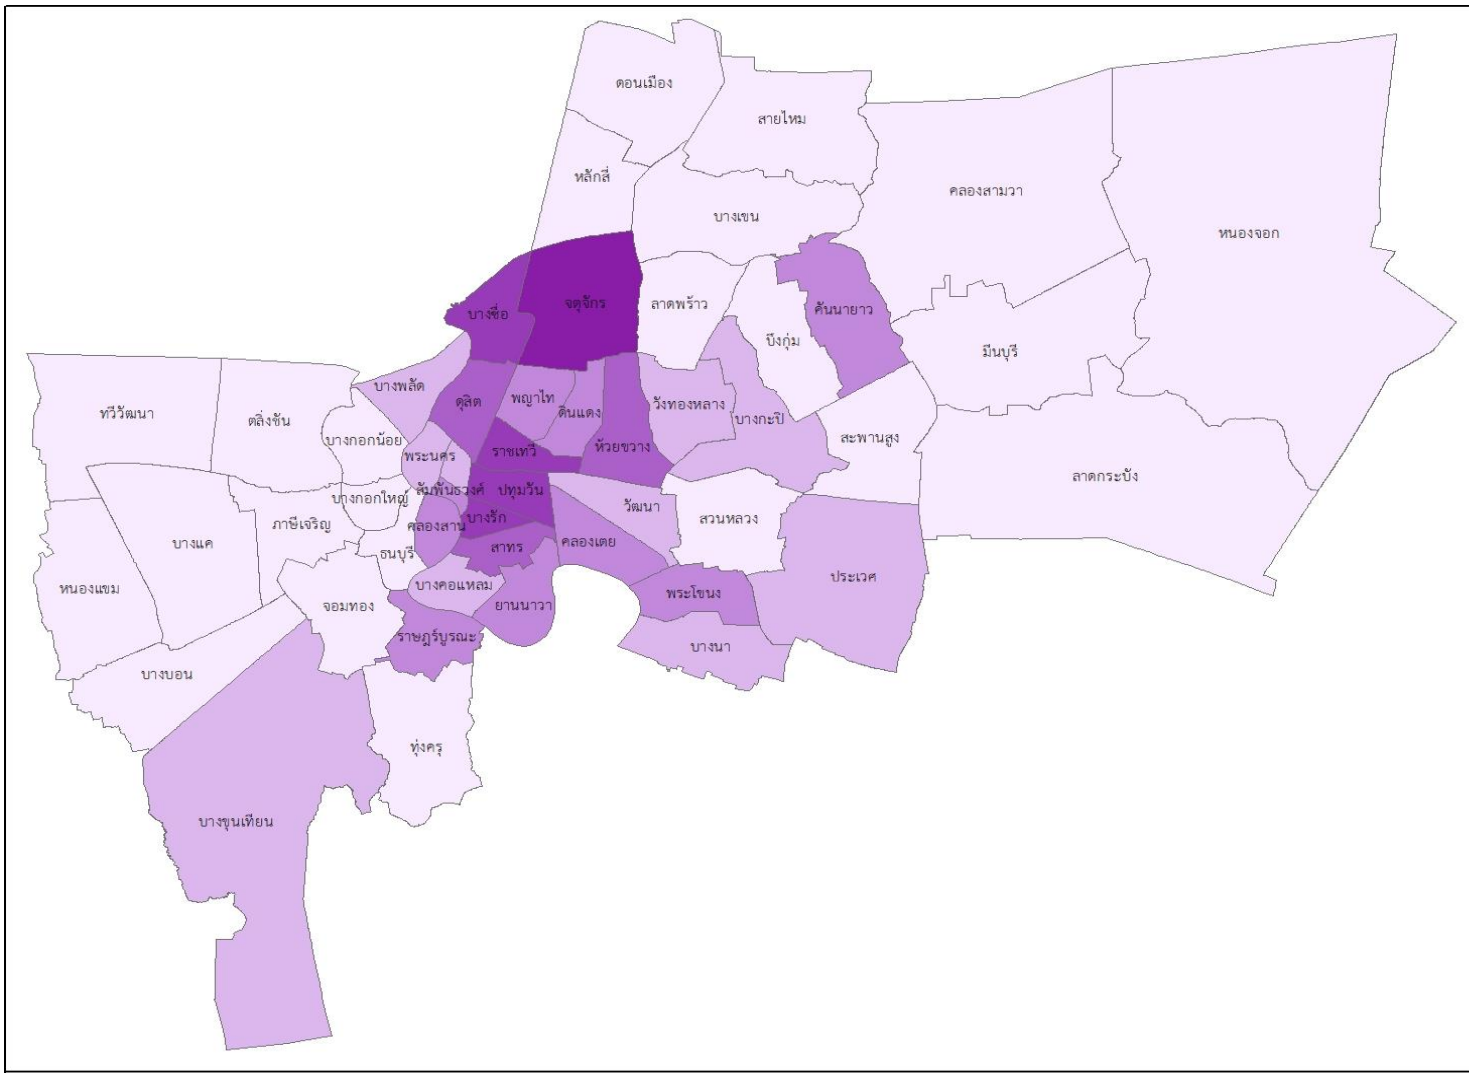 ดอนเมือง
สายไหม
หลักสี่
คลองสามวา
บางเขน
หนองจอก
จตุจักร
ลาดพร้าว
คันนายาว
บางซื่อ
บึงกุ่ม
มีนบุรี
บางพลัด
ทวีวัฒนา
ตลิ่งชัน
ดุสิต
พญาไท
ดินแดง
วังทองหลาง
บางกะปิ
บางกอกน้อย
พระนคร
ราชเทวี
ห้วยขวาง
สะพานสูง
ลาดกระบัง
บางกอกใหญ่
สัมพันธวงศ์
ปทุมวัน
วัฒนา
สวนหลวง
ภาษีเจริญ
คลองสาน
บางรัก
บางแค
ธนบุรี
สาทร
คลองเตย
ประเวศ
หนองแขม
จอมทอง
บางคอแหลม
ยานนาวา
พระโขนง
ราษฎร์บูรณะ
บางนา
บางบอน
ทุ่งครุ
บางขุนเทียน